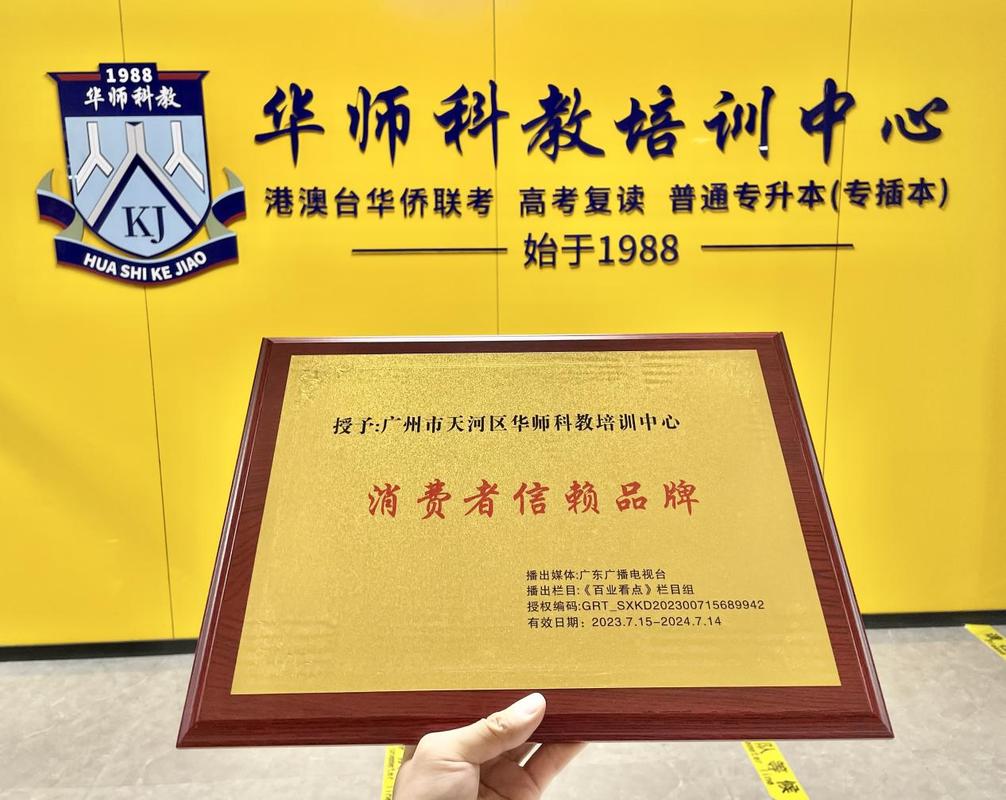 1988
华师科教
KJ
HUA SHI KE JIAO
华师科教培训中心
港澳台华侨联考 高考复读 普通专升本(专插本)
始于1988
授予:广州市天河区华师科教培训中心
消费者信赖品牌
播出媒体:广东广播电视台
播出栏目:《百业看点》栏目组
授权编码:GRT_SXKD202300715689942
有效日期: 2023.7.15-2024.7.14
队等候